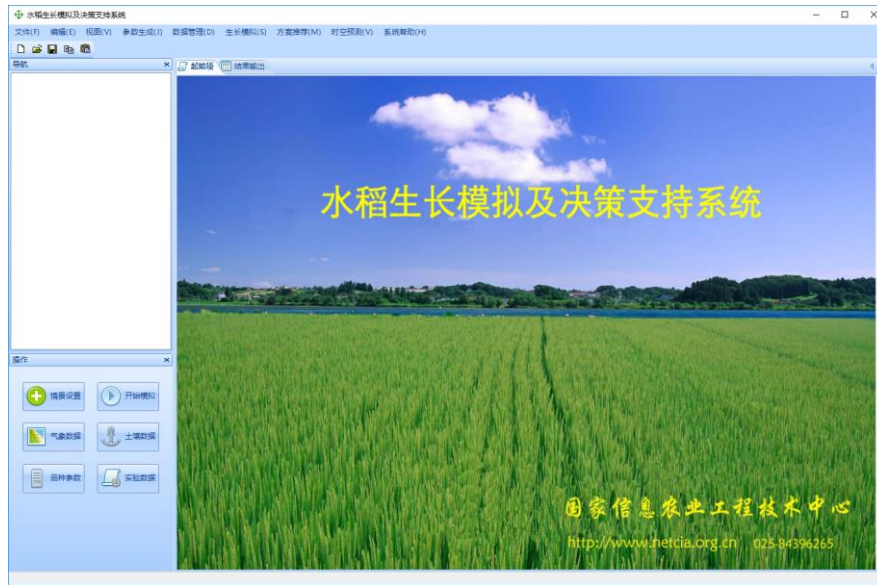 水稻生长模拟及决策支持系统
文件(F) 编辑(E) 视图(V) 参数生成(J) 数据管理(D) 生长模拟(S) 方案推荐(M) 时空预测(V) 系统帮助(H)
导航
起始页 结果输出
水稻生长模拟及决策支持系统
操作
情景设置 开始模拟
气象数据 土壤数据
品种参数 实验数据
国家信息农业工程技术中心
http://www.netcia.org.cn 025-84396265